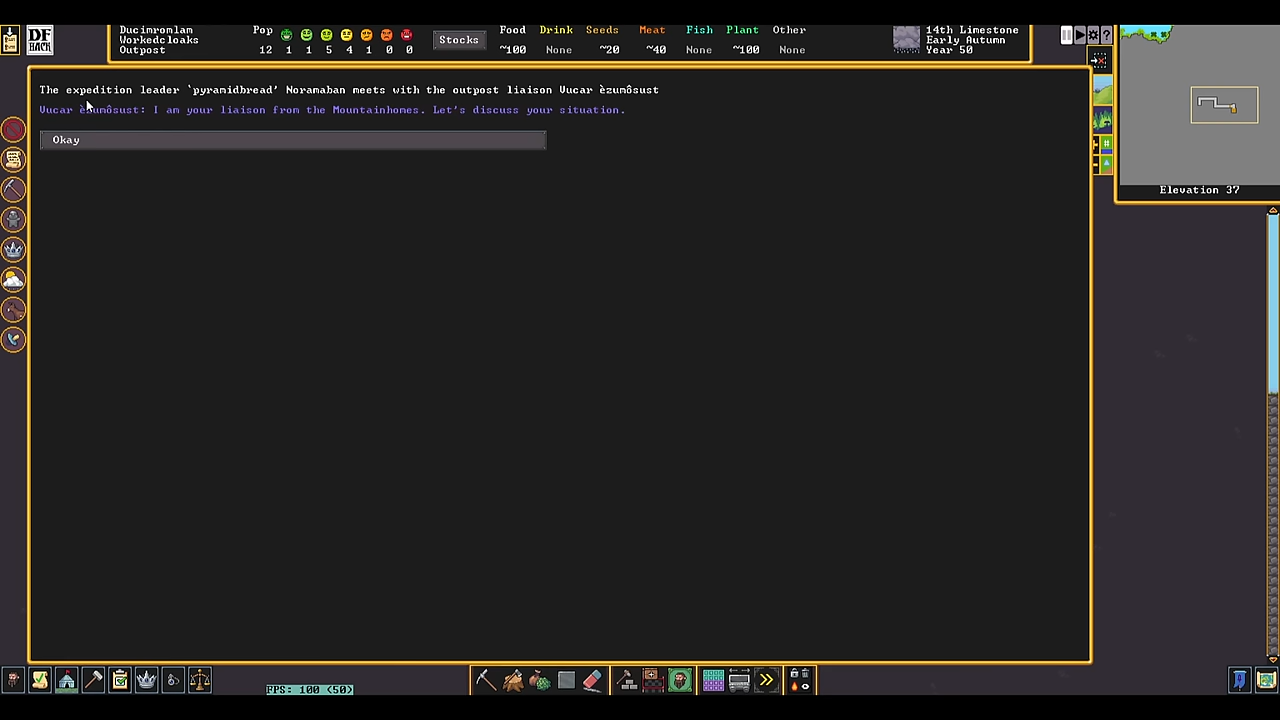 DF
HACK
Ducimromlam
Workedcloaks
Outpost
Pop
12 1 1 5 4 1 0 0
Stocks
Food Drink Seeds Meat Fish Plant Other
~100 None ~20 ~40 None ~100 None
14th Limestone
Early Autumn
Year 50
Elevation 37
The expedition leader `pyramidbread' Noramaban meets with the outpost liaison Vucar èzumôsust
Vucar èzumôsust: I am your liaison from the Mountainhomes. Let's discuss your situation.
Okay
FPS: 100 (50)